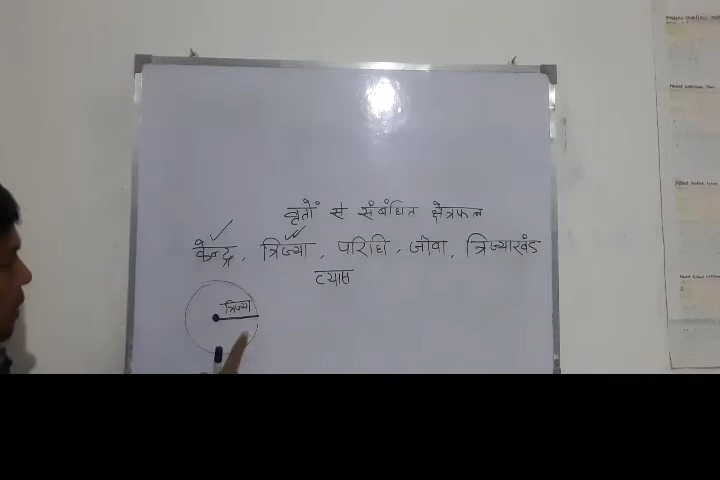 वृतों से संबंधित क्षेत्रफल
केन्द्र, त्रिज्या, परिधि, जीवा, त्रिज्याखंड
व्यास
त्रिज्या